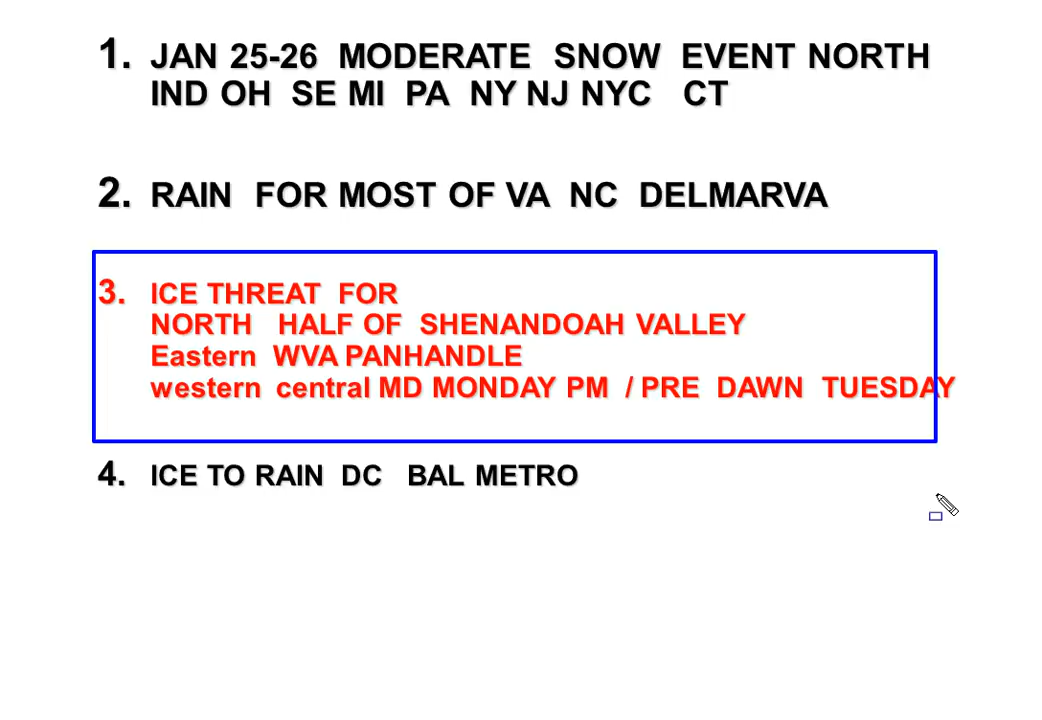 1. JAN 25-26 MODERATE SNOW EVENT NORTH
IND OH SE MI PA NY NJ NYC CT
2. RAIN FOR MOST OF VA NC DELMARVA
3. ICE THREAT FOR
NORTH HALF OF SHENANDOAH VALLEY
Eastern WVA PANHANDLE
western central MD MONDAY PM / PRE DAWN TUESDAY
4. ICE TO RAIN DC BAL METRO